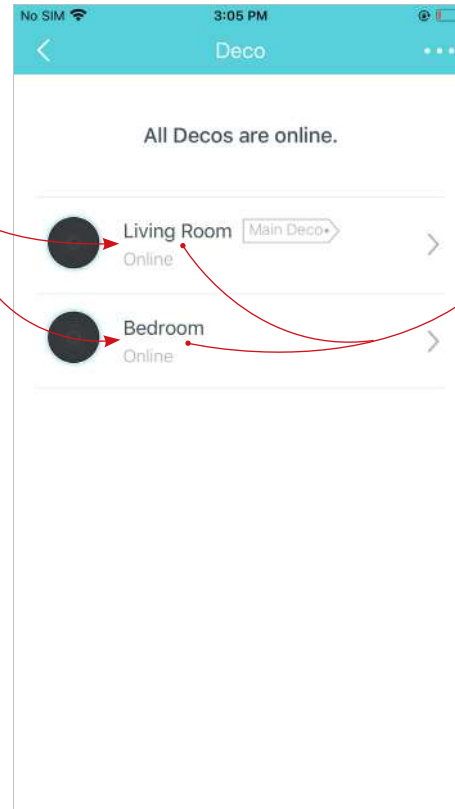 No SIM 3:05 PM
Deco
All Decos are online.
Living Room Main Deco
Online
Bedroom
Online